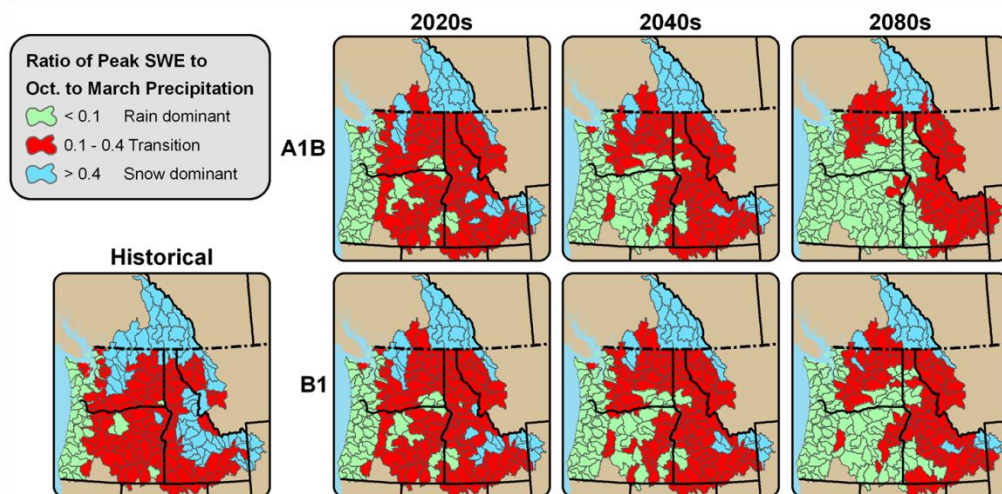 2020s
2040s
2080s
Ratio of Peak SWE to
Oct. to March Precipitation
< 0.1 Rain dominant
0.1 - 0.4 Transition
> 0.4 Snow dominant
A1B
Historical
B1